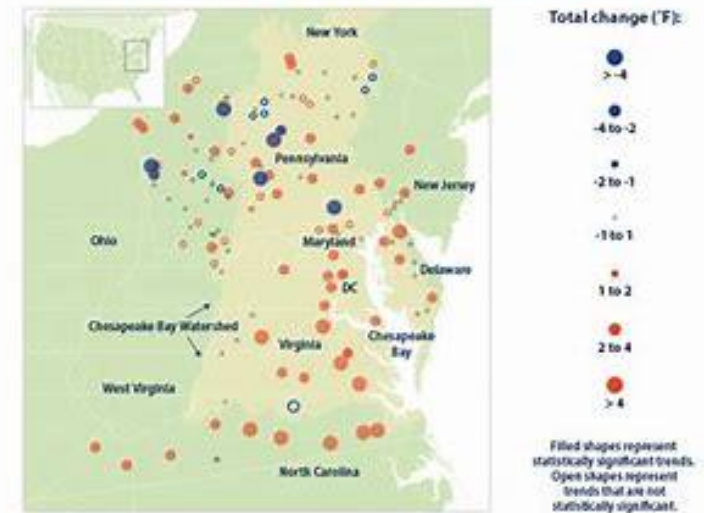 New York
Pennsylvania
New Jersey
Ohio
Maryland
Delaware
DC
Chesapeake Bay Watershed
Virginia
Chesapeake
Bay
West Virginia
North Carolina
Total change (°F):
> -4
-4 to -2
-2 to -1
-1 to 1
1 to 2
2 to 4
> 4
Filled shapes represent
statistically significant trends.
Open shapes represent
trends that are not
statistically significant.